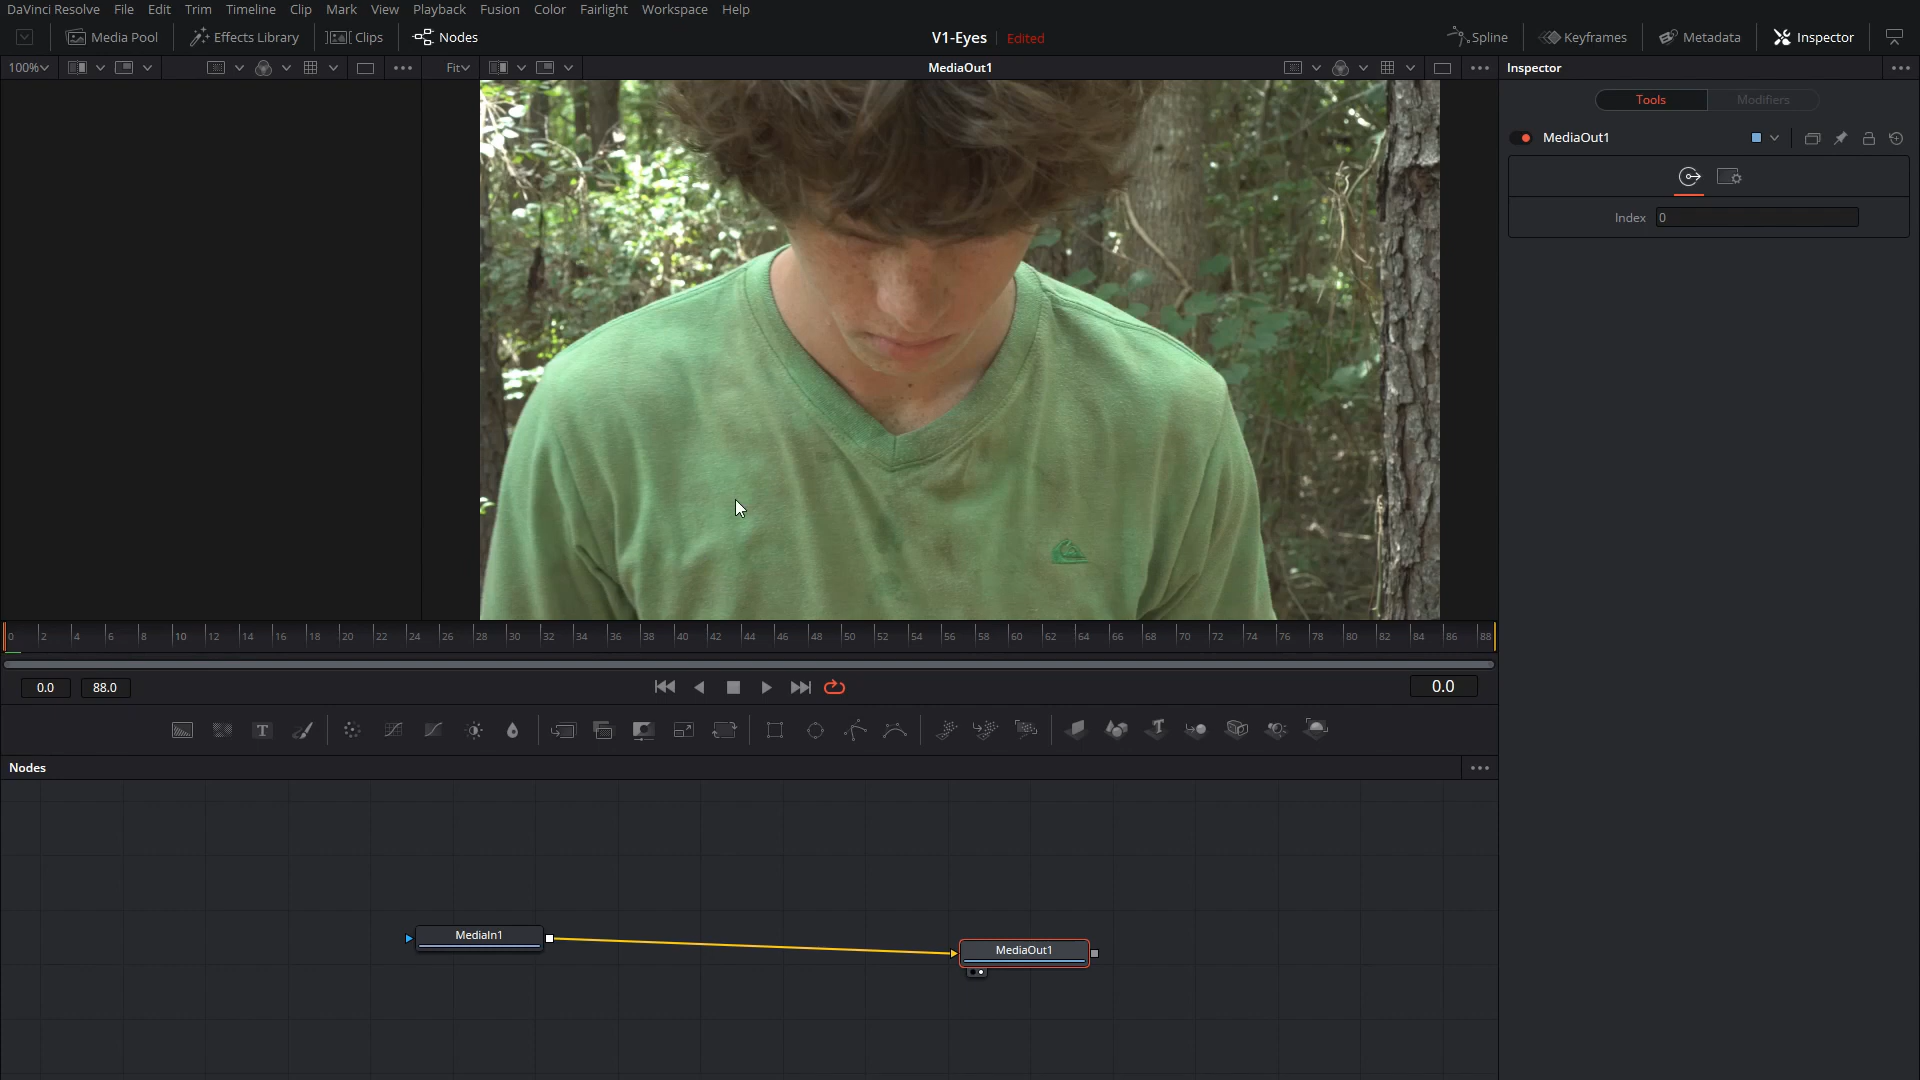 DaVinci Resolve File Edit Trim Timeline Clip Mark View Playback Fusion Color Fairlight Workspace Help
Media Pool Effects Library Clips Nodes V1-Eyes Edited Spline Keyframes Metadata Inspector
100% Fit MediaOut1 Inspector
Tools Modifiers
MediaOut1
Index 0
0 2 4 6 8 10 12 14 16 18 20 22 24 26 28 30 32 34 36 38 40 42 44 46 48 50 52 54 56 58 60 62 64 66 68 70 72 74 76 78 80 82 84 86 88
0.0 88.0 0.0
Nodes
MediaIn1
MediaOut1